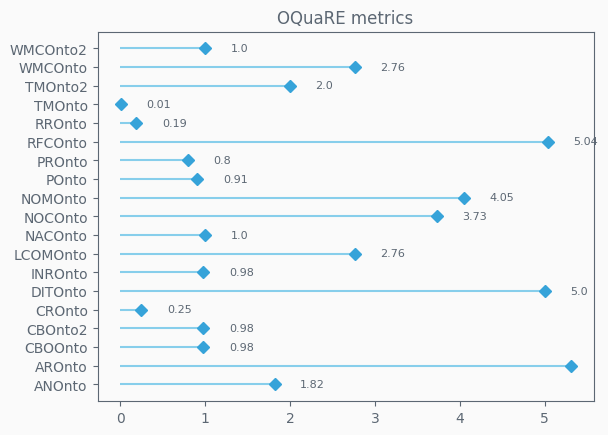 OQuaRE metrics
WMCOnto2 1.0
WMCOnto 2.76
TMOnto2 2.0
TMOnto 0.01
RROnto 0.19
RFCOnto 5.04
PROnto 0.8
POnto 0.91
NOMOnto 4.05
NOCOnto 3.73
NACOnto 1.0
LCOMOnto 2.76
INROnto 0.98
DITOnto 5.0
CROnto 0.25
CBOnto2 0.98
CBOOnto 0.98
AROnto
ANOnto 1.82
0 1 2 3 4 5